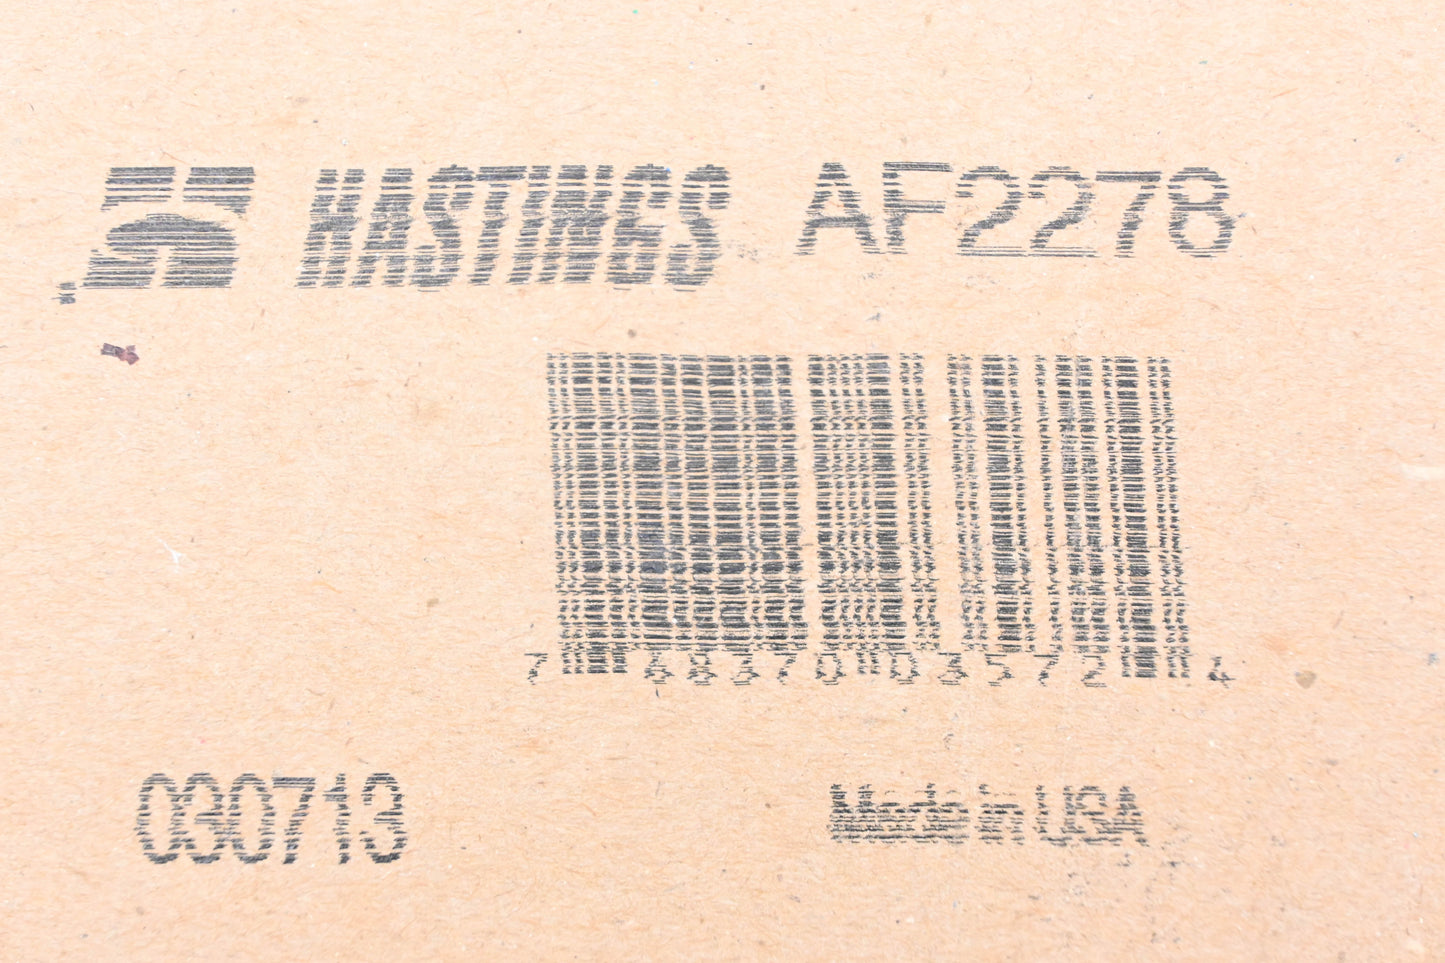 HASTINGS AF2278
7 68370 03572 4
030713
Made in USA